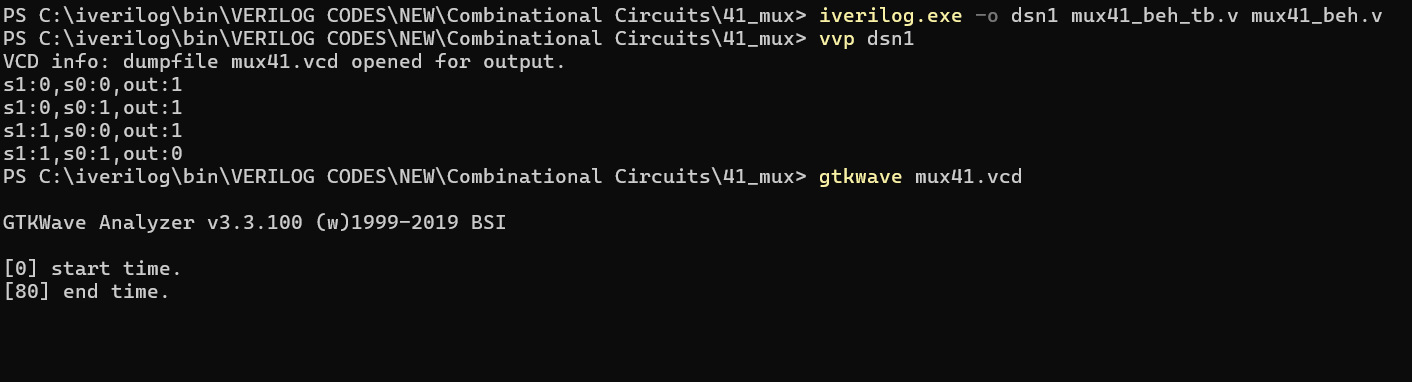 PS C:\iverilog\bin\VERILOG CODES\NEW\Combinational Circuits\41_mux> iverilog.exe -o dsn1 mux41_beh_tb.v mux41_beh.v
PS C:\iverilog\bin\VERILOG CODES\NEW\Combinational Circuits\41_mux> vvp dsn1
VCD info: dumpfile mux41.vcd opened for output.
s1:0,s0:0,out:1
s1:0,s0:1,out:1
s1:1,s0:0,out:1
s1:1,s0:1,out:0
PS C:\iverilog\bin\VERILOG CODES\NEW\Combinational Circuits\41_mux> gtkwave mux41.vcd
GTKWave Analyzer v3.3.100 (w)1999-2019 BSI
[0] start time.
[80] end time.